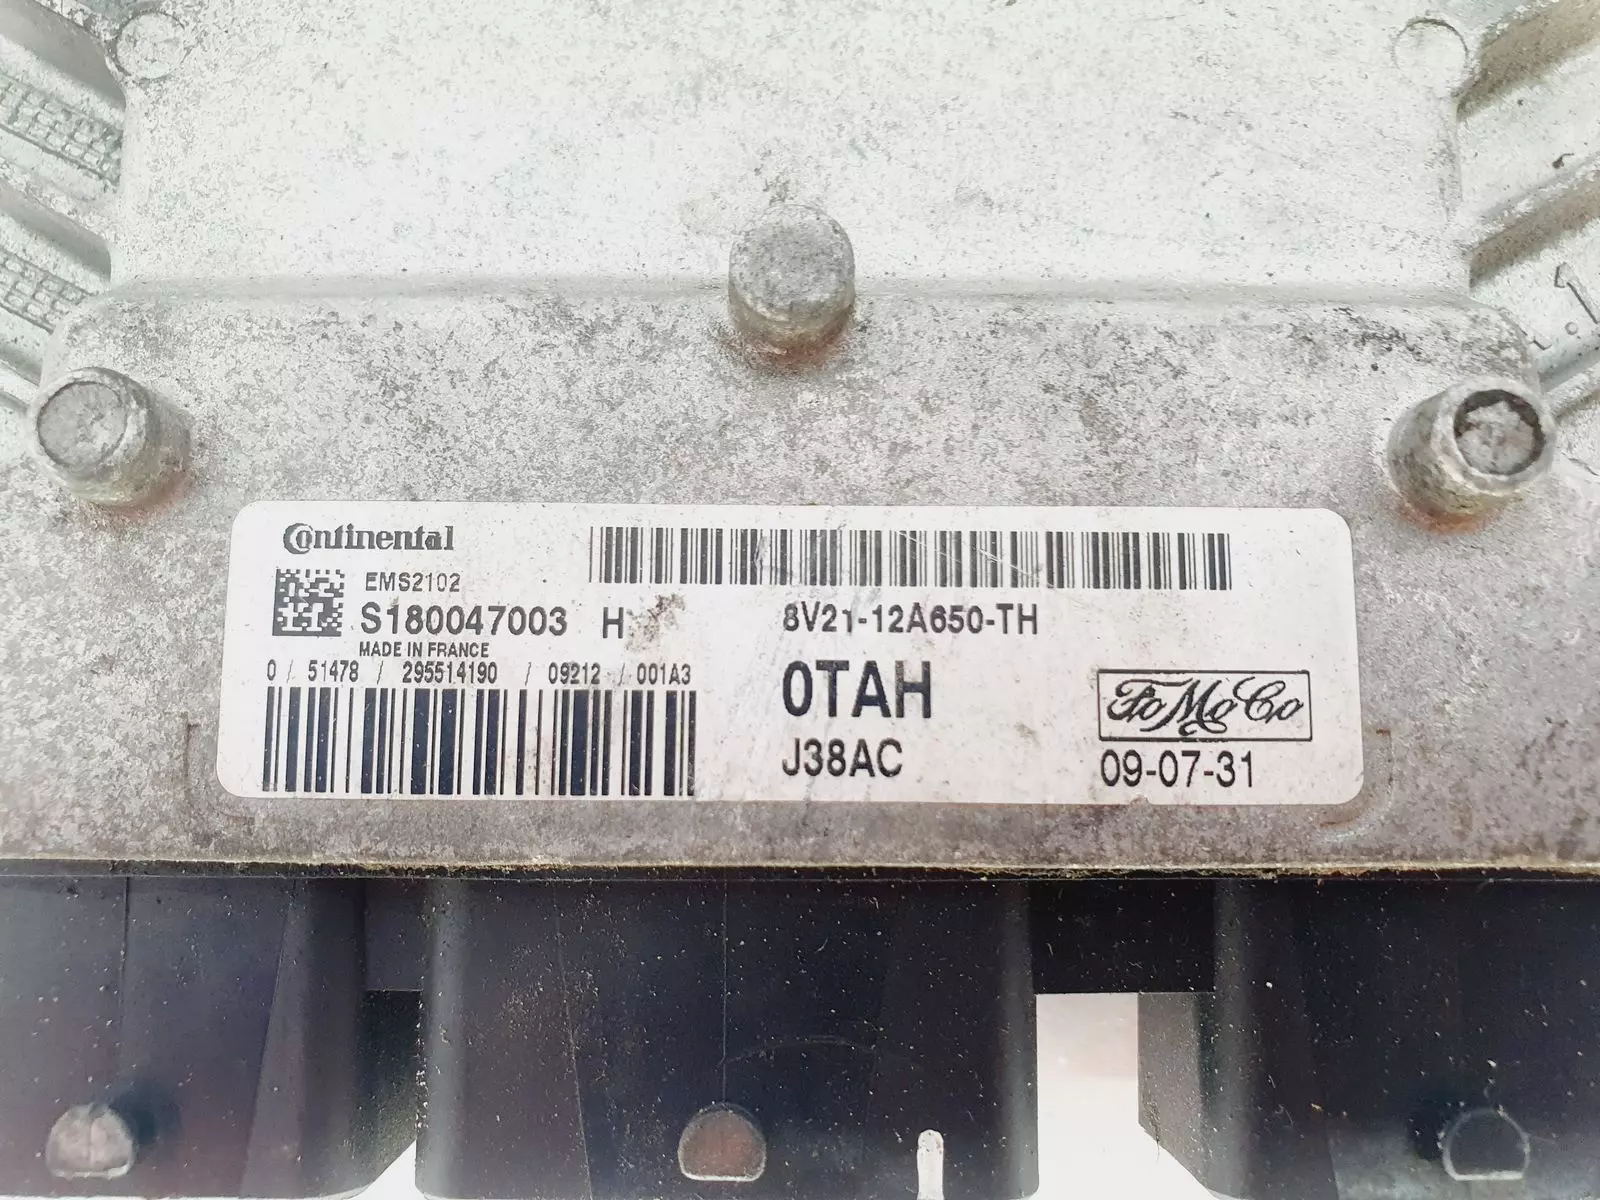 Continental
EMS2102
S180047003 H
MADE IN FRANCE
0 / 51478 / 295514190 / 09212 / 001A3
8V21-12A650-TH
0TAH
J38AC
FoMoCo
09-07-31